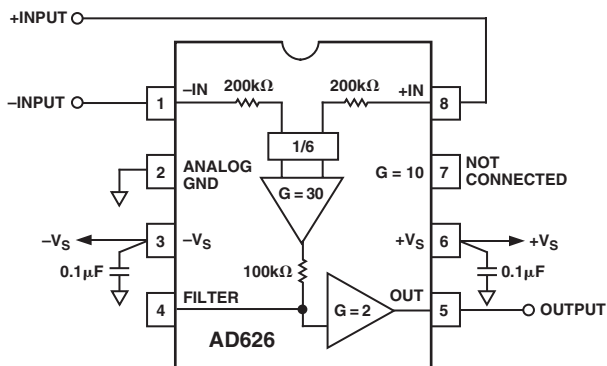 +INPUT
–INPUT
1
–IN
200kΩ
200kΩ
+IN
8
1/6
2
ANALOG
GND
G = 30
G = 10
7
NOT
CONNECTED
–VS
3
–VS
+VS
6
+VS
0.1µF
100kΩ
0.1µF
4
FILTER
G = 2
OUT
5
OUTPUT
AD626